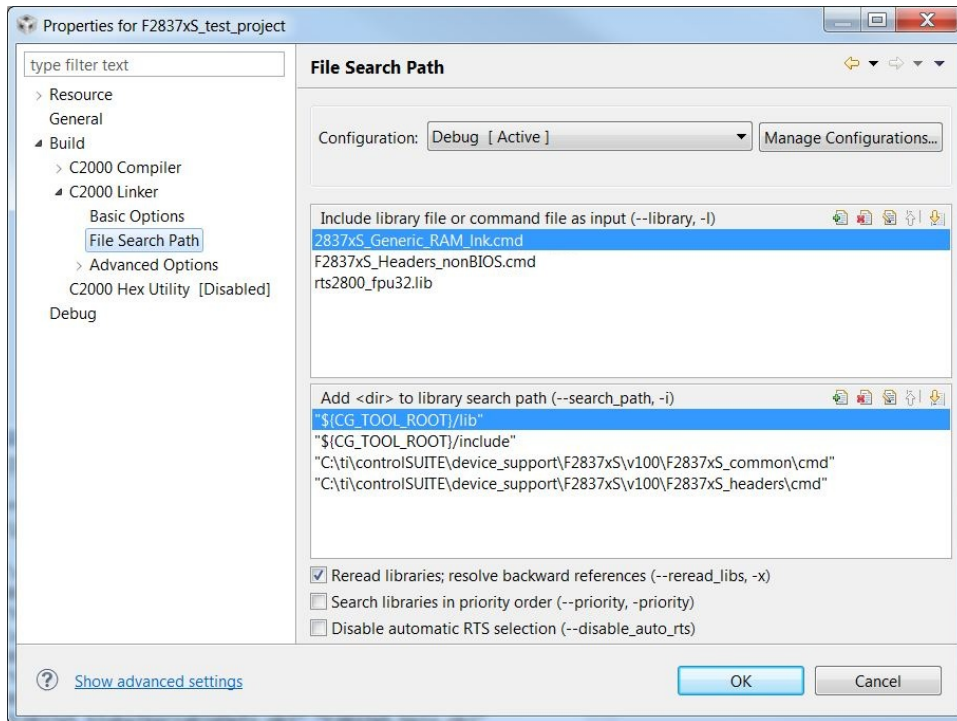 Properties for F2837xS_test_project
type filter text
Resource
General
Build
C2000 Compiler
C2000 Linker
Basic Options
File Search Path
Advanced Options
C2000 Hex Utility [Disabled]
Debug
File Search Path
Configuration: Debug [ Active ] Manage Configurations...
Include library file or command file as input (--library, -l)
2837xS_Generic_RAM_lnk.cmd
F2837xS_Headers_nonBIOS.cmd
rts2800_fpu32.lib
Add <dir> to library search path (--search_path, -i)
"${CG_TOOL_ROOT}/lib"
"${CG_TOOL_ROOT}/include"
"C:\ti\controlSUITE\device_support\F2837xS\v100\F2837xS_common\cmd"
"C:\ti\controlSUITE\device_support\F2837xS\v100\F2837xS_headers\cmd"
Reread libraries; resolve backward references (--reread_libs, -x)
Search libraries in priority order (--priority, -priority)
Disable automatic RTS selection (--disable_auto_rts)
Show advanced settings
OK Cancel